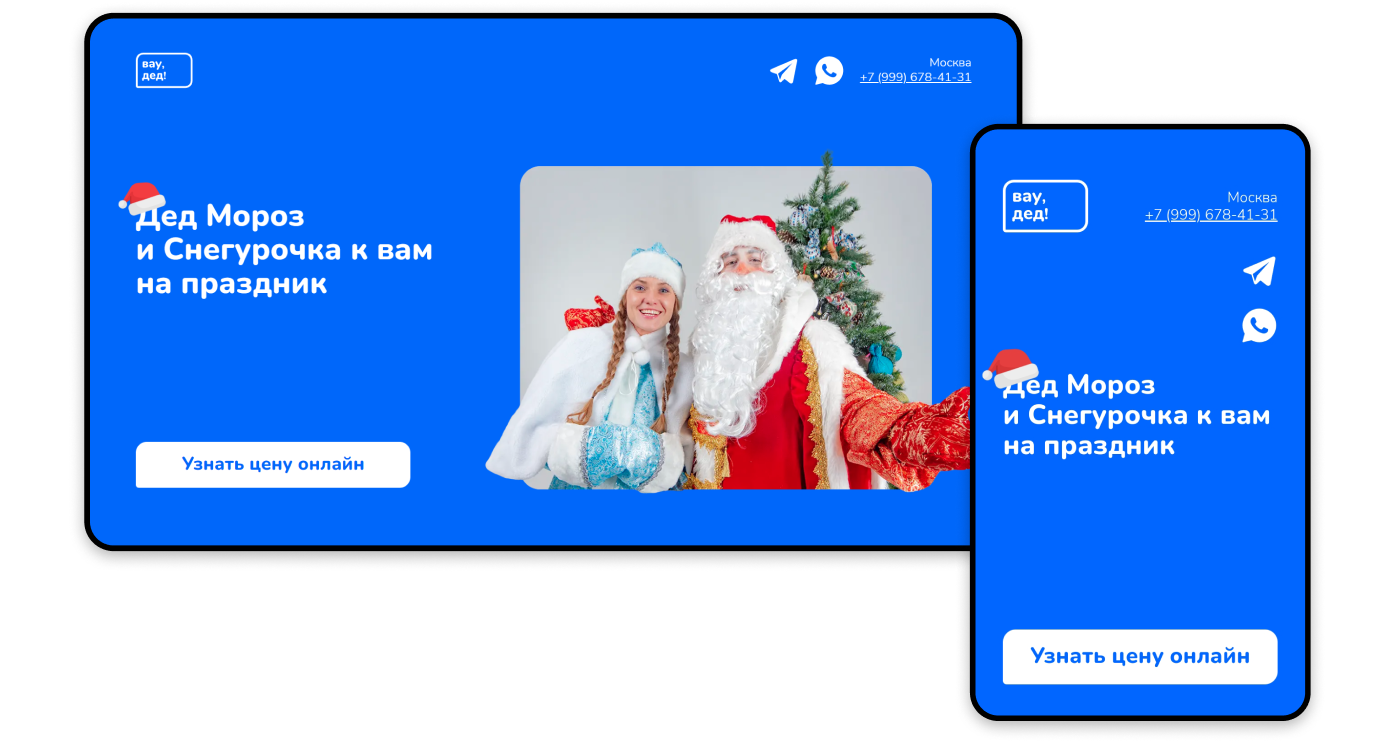 вау,
дед!
Москва
+7 (999) 678-41-31
Дед Мороз
и Снегурочка к вам
на праздник
Узнать цену онлайн
вау,
дед!
Москва
+7 (999) 678-41-31
Дед Мороз
и Снегурочка к вам
на праздник
Узнать цену онлайн